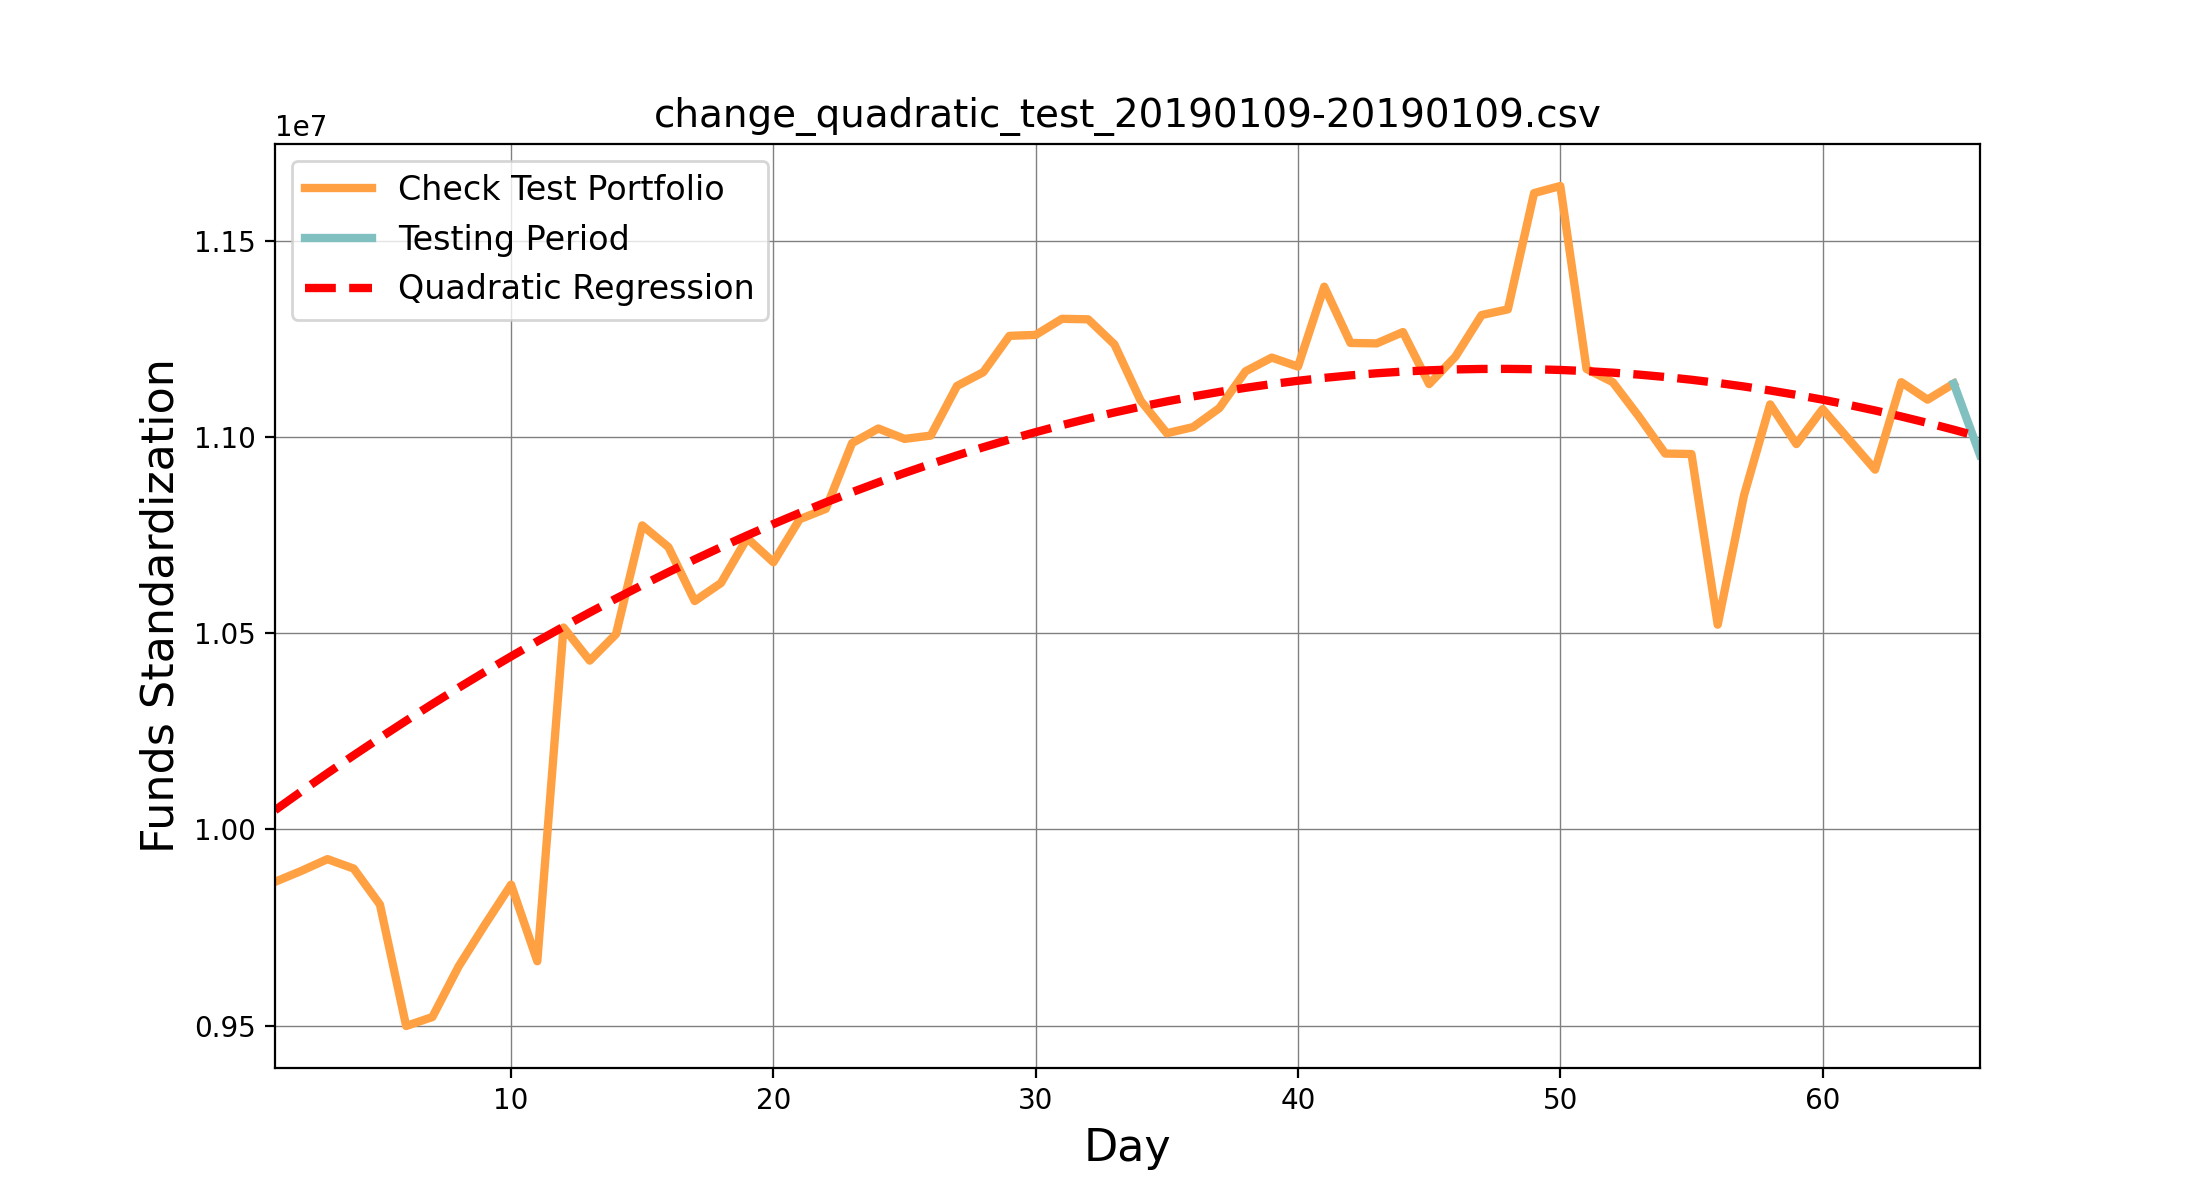 change_quadratic_test_20190109-20190109.csv
1e7
Check Test Portfolio
Testing Period
Quadratic Regression
Funds Standardization
1.15
1.10
1.05
1.00
0.95
10 20 30 40 50 60
Day